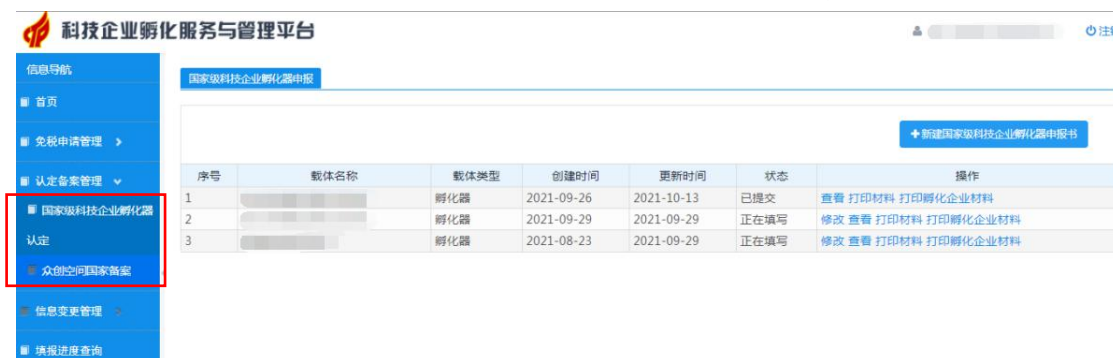 科技企业孵化服务与管理平台
注
信息导航
国家级科技企业孵化器申报
首页
+新建国家级科技企业孵化器申报书
免税申请管理 >
认定备案管理
序号 载体名称 载体类型 创建时间 更新时间 状态 操作
1 孵化器 2021-09-26 2021-10-13 已提交 查看 打印材料 打印孵化企业材料
2 孵化器 2021-09-29 2021-09-29 正在填写 修改 查看 打印材料 打印孵化企业材料
3 孵化器 2021-08-23 2021-09-29 正在填写 修改 查看 打印材料 打印孵化企业材料
国家级科技企业孵化器
认定
众创空间国家备案
信息变更管理 >
填报进度查询